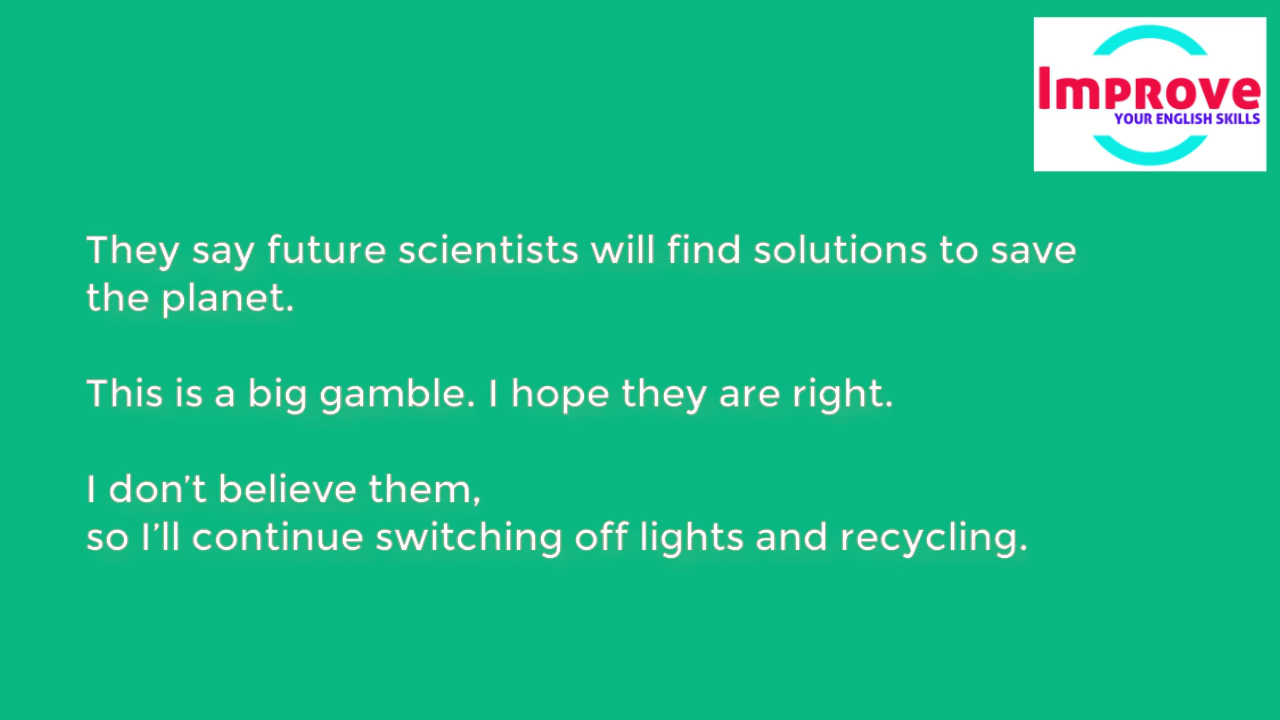 Improve
YOUR ENGLISH SKILLS
They say future scientists will find solutions to save
the planet.
This is a big gamble. I hope they are right.
I don’t believe them,
so I’ll continue switching off lights and recycling.